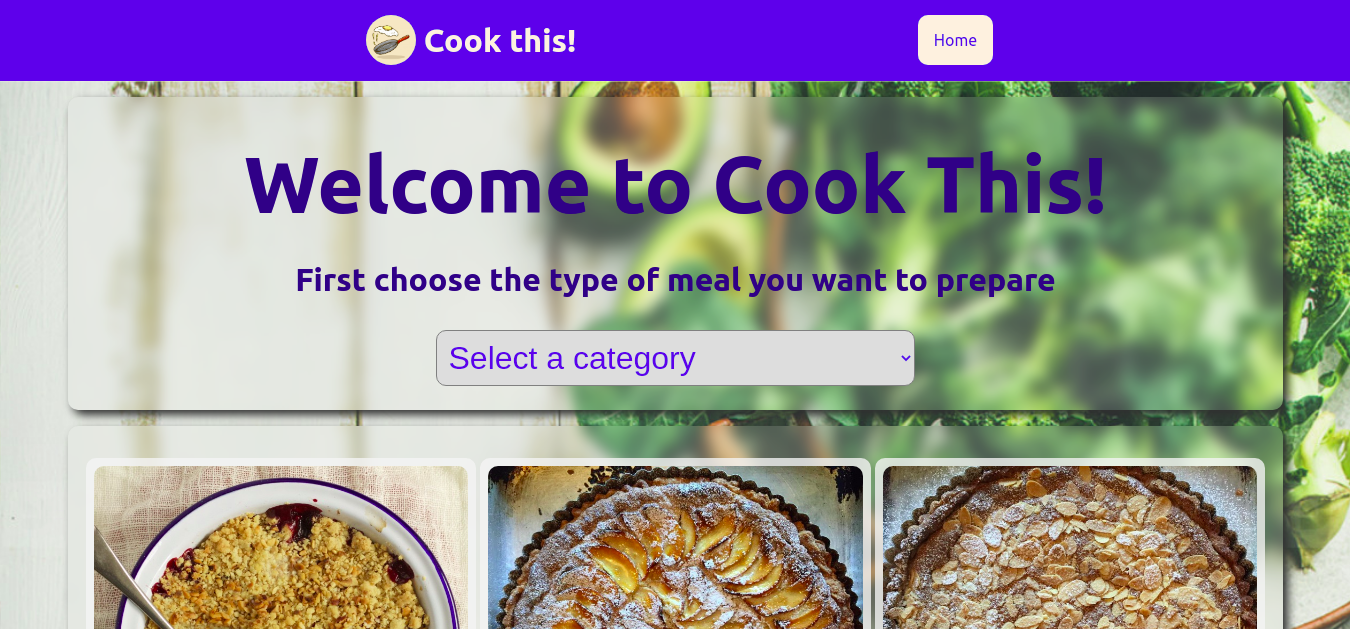 Cook this!
Home
Welcome to Cook This!
First choose the type of meal you want to prepare
Select a category